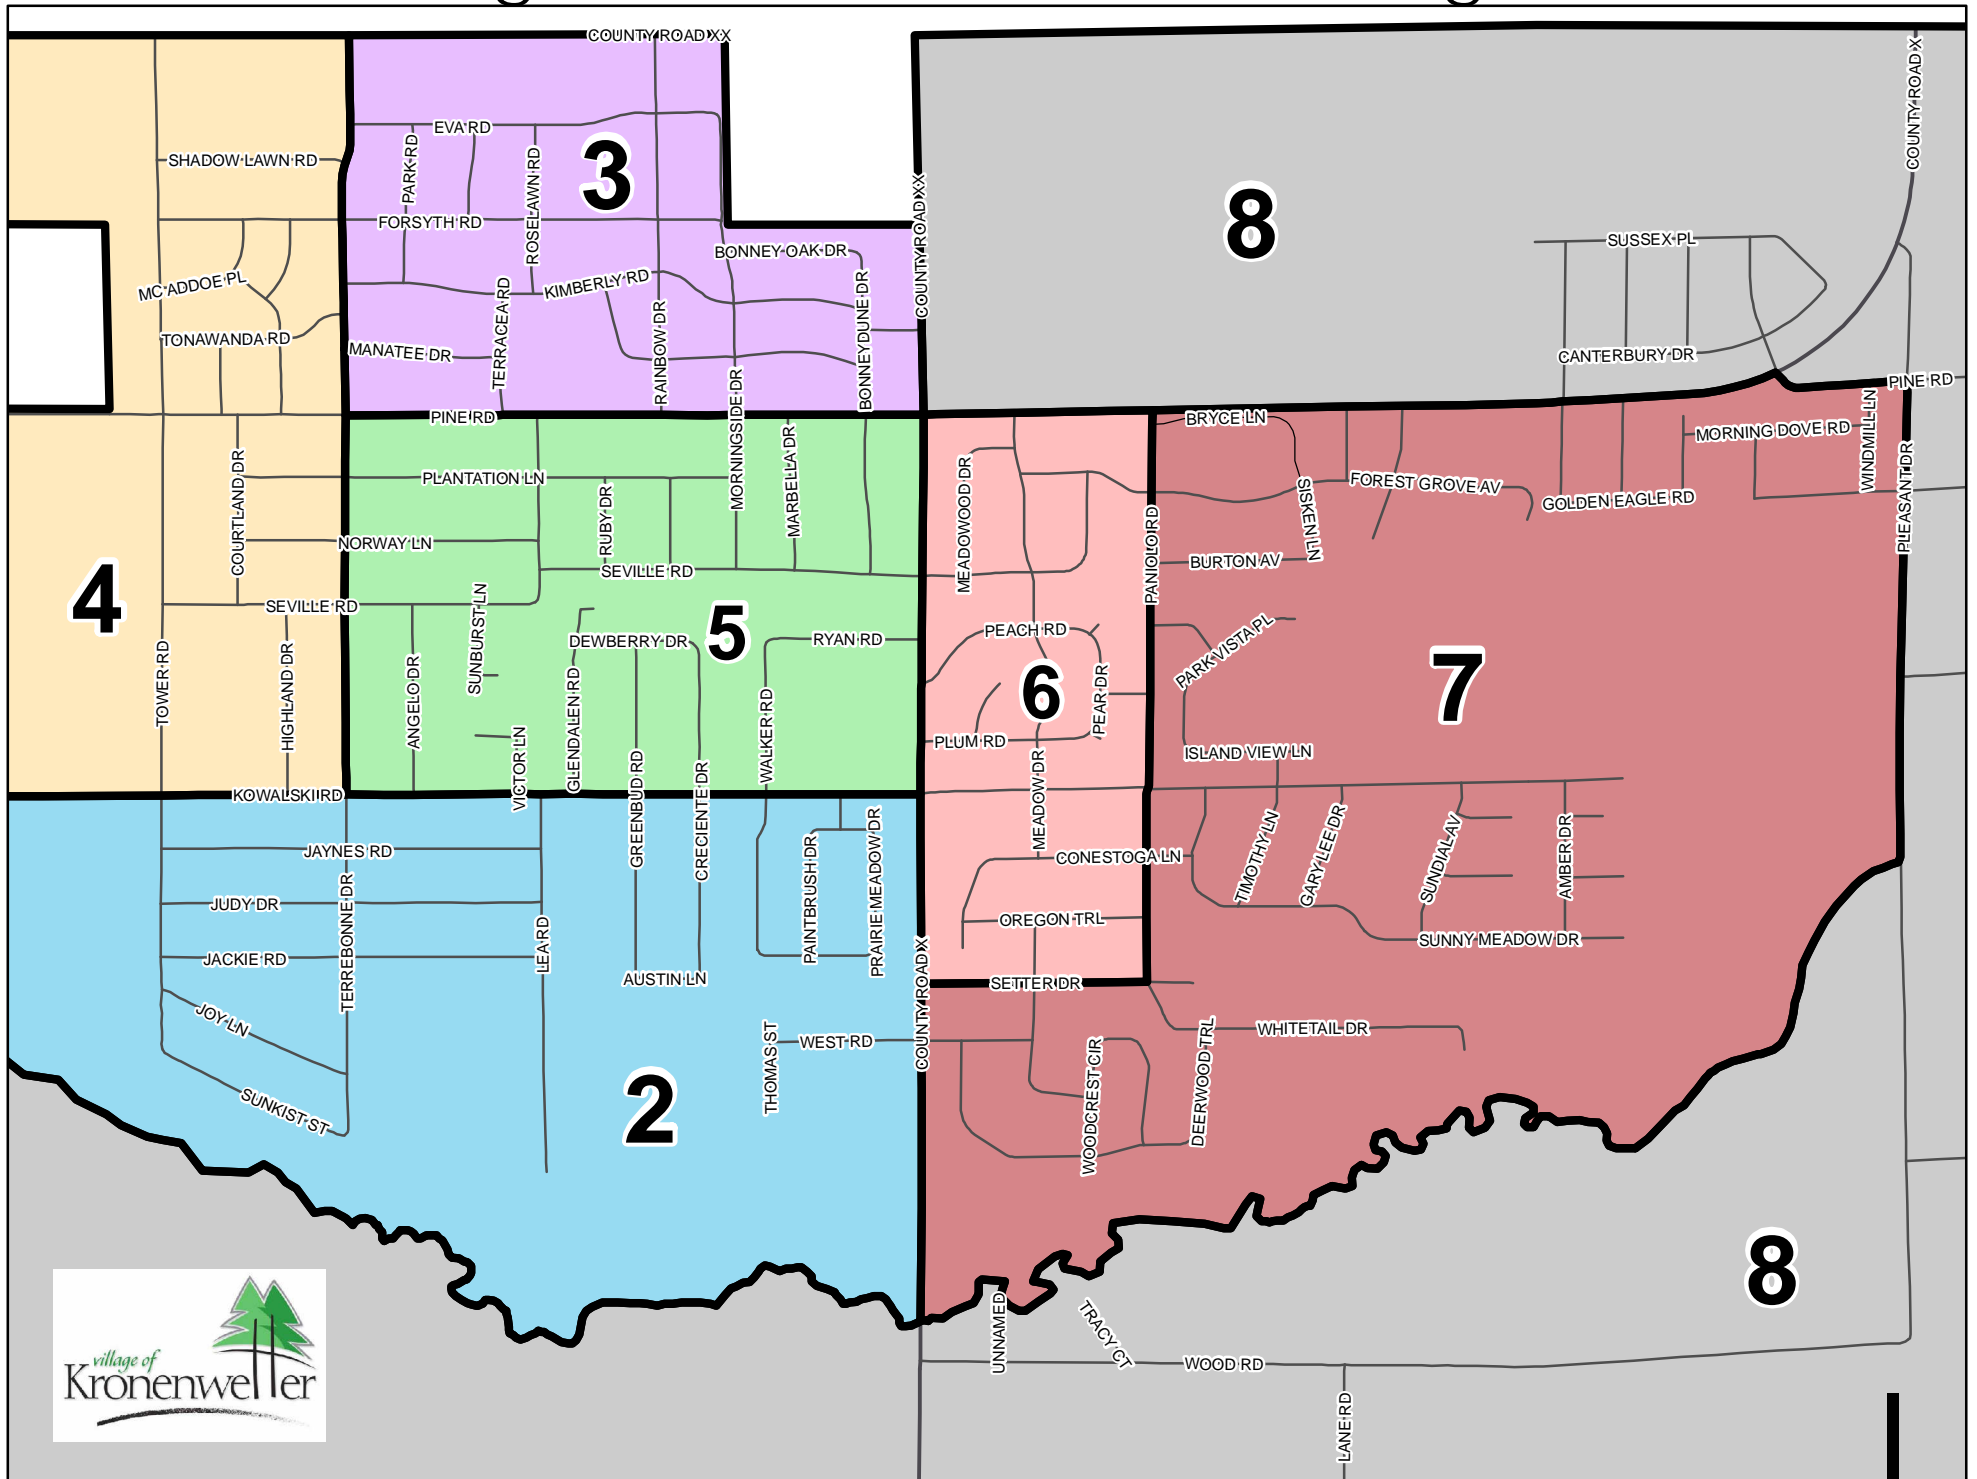 COUNTY ROAD XX
COUNTY ROAD X
EVA RD
SHADOW LAWN RD
PARK RD
ROSELAWN RD
3
COUNTY ROAD XX
8
FORSYTH RD
BONNEY OAK DR
SUSSEX PL
MC ADDOE PL
KIMBERLY RD
TERRACEA RD
RAINBOW DR
BONNEYDUNE DR
TONAWANDA RD
MANATEE DR
CANTERBURY DR
MORNINGSIDE DR
PINE RD
PINE RD
BRYCE LN
MORNING DOVE RD
WINDMILL LN
PLEASANT DR
COURTLAND DR
PLANTATION LN
RUBY DR
MARBELLA DR
MEADOWOOD DR
PANIOLO RD
SISKEN LN
FOREST GROVE AV
GOLDEN EAGLE RD
NORWAY LN
SEVILLE RD
BURTON AV
4
SEVILLE RD
SUNBURST LN
5
DEWBERRY DR
RYAN RD
PEACH RD
PARK VISTA PL
7
TOWER RD
HIGHLAND DR
ANGELO DR
GLENDALEN RD
WALKER RD
6
PEAR DR
PLUM RD
ISLAND VIEW LN
VICTOR LN
GREENBUD RD
CRECIENTE DR
MEADOW DR
KOWALSKI RD
JAYNES RD
PAINTBRUSH DR
PRAIRIE MEADOW DR
CONESTOGA LN
TIMOTHY LN
GARY LEE DR
SUNDIAL AV
AMBER DR
JUDY DR
TERREBONNE DR
LEA RD
OREGON TRL
SUNNY MEADOW DR
JACKIE RD
AUSTIN LN
COUNTY ROAD X
SETTER DR
JOY LN
THOMAS ST
WEST RD
WOODCREST CIR
DEERWOOD TRL
WHITETAIL DR
SUNKIST ST
2
8
UNNAMED
TRACY CT
WOOD RD
LANE RD
village of
Kronenwetter